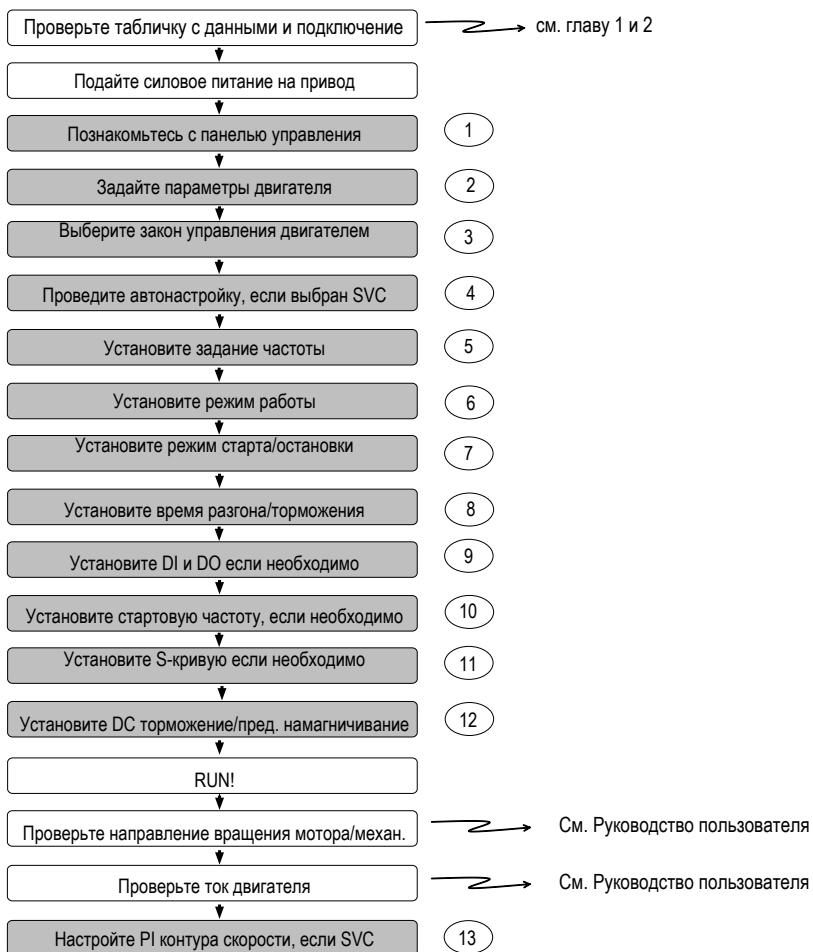 Проверьте табличку с данными и подключение
см. главу 1 и 2
Подайте силовое питание на привод
Познакомьтесь с панелью управления
1
Задайте параметры двигателя
2
Выберите закон управления двигателем
3
Проведите автонастройку, если выбран SVC
4
Установите задание частоты
5
Установите режим работы
6
Установите режим старта/остановки
7
Установите время разгона/торможения
8
Установите DI и DO если необходимо
9
Установите стартовую частоту, если необходимо
10
Установите S-кривую если необходимо
11
Установите DC торможение/пред. намагничивание
12
RUN!
Проверьте направление вращения мотора/механ.
См. Руководство пользователя
Проверьте ток двигателя
См. Руководство пользователя
Настройте PI контура скорости, если SVC
13